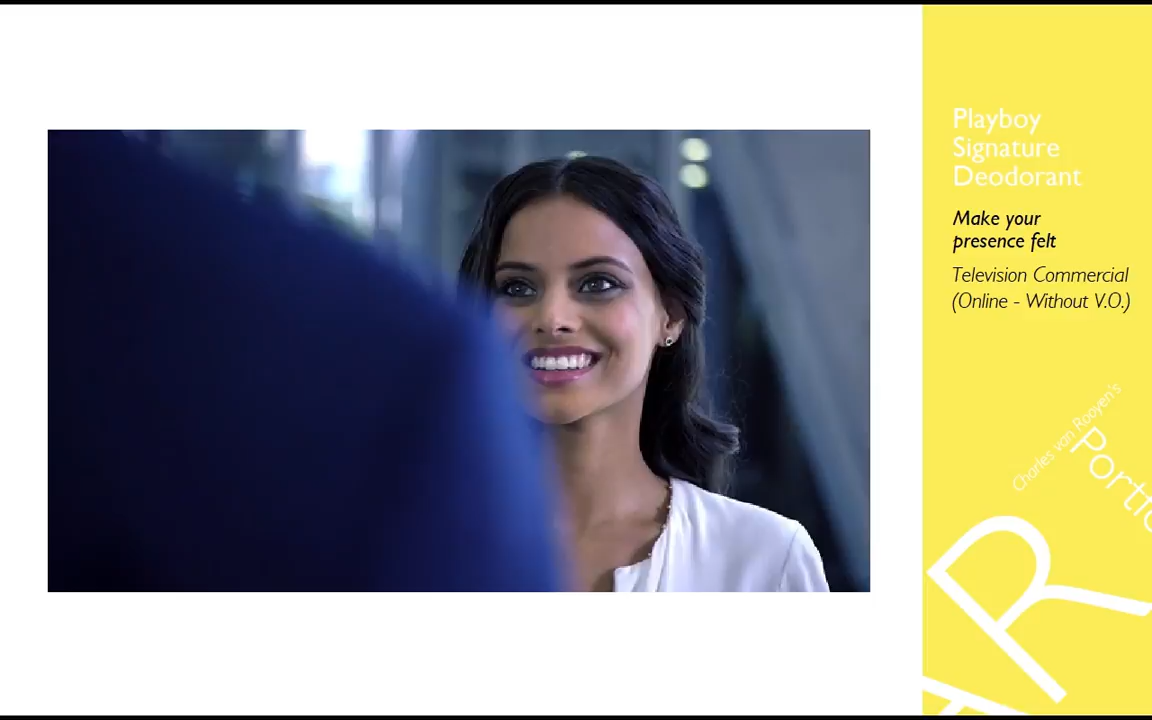 Playboy
Signature
Deodorant
Make your
presence felt
Television Commercial
(Online - Without V.O.)
Charles van Rooyen's
Portfo
R